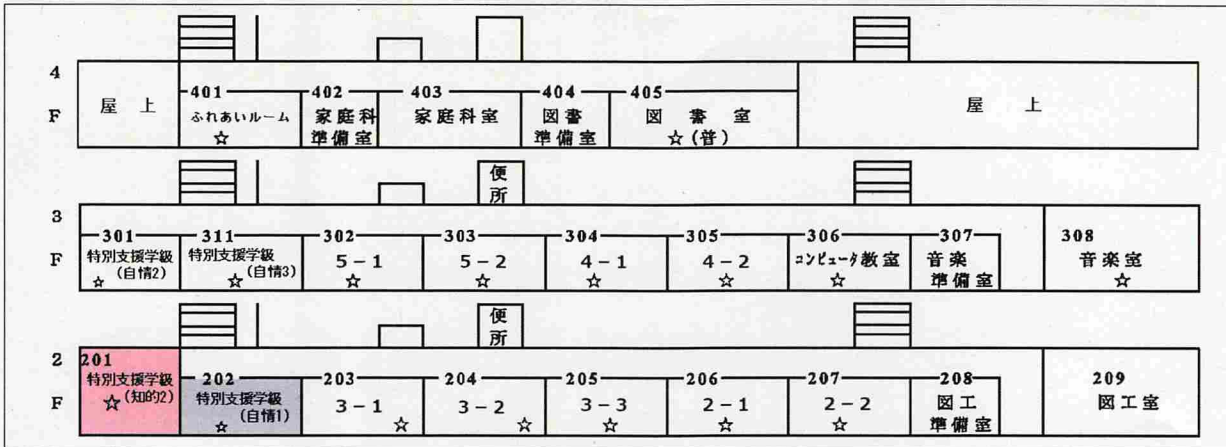 4
F
屋上
401
ふれあいルーム
☆
402
家庭科
準備室
403
家庭科室
404
図書
準備室
405
図書室
☆(普)
屋上
便所
3
F
301
特別支援学級
(自情2)
☆
311
特別支援学級
(自情3)
☆
302
5-1
☆
303
5-2
☆
304
4-1
☆
305
4-2
☆
306
コンピュータ教室
☆
307
音楽
準備室
308
音楽室
☆
便所
2
F
201
特別支援学級
(知的2)
☆
202
特別支援学級
(自情1)
☆
203
3-1
☆
204
3-2
☆
205
3-3
☆
206
2-1
☆
207
2-2
☆
208
図工
準備室
209
図工室